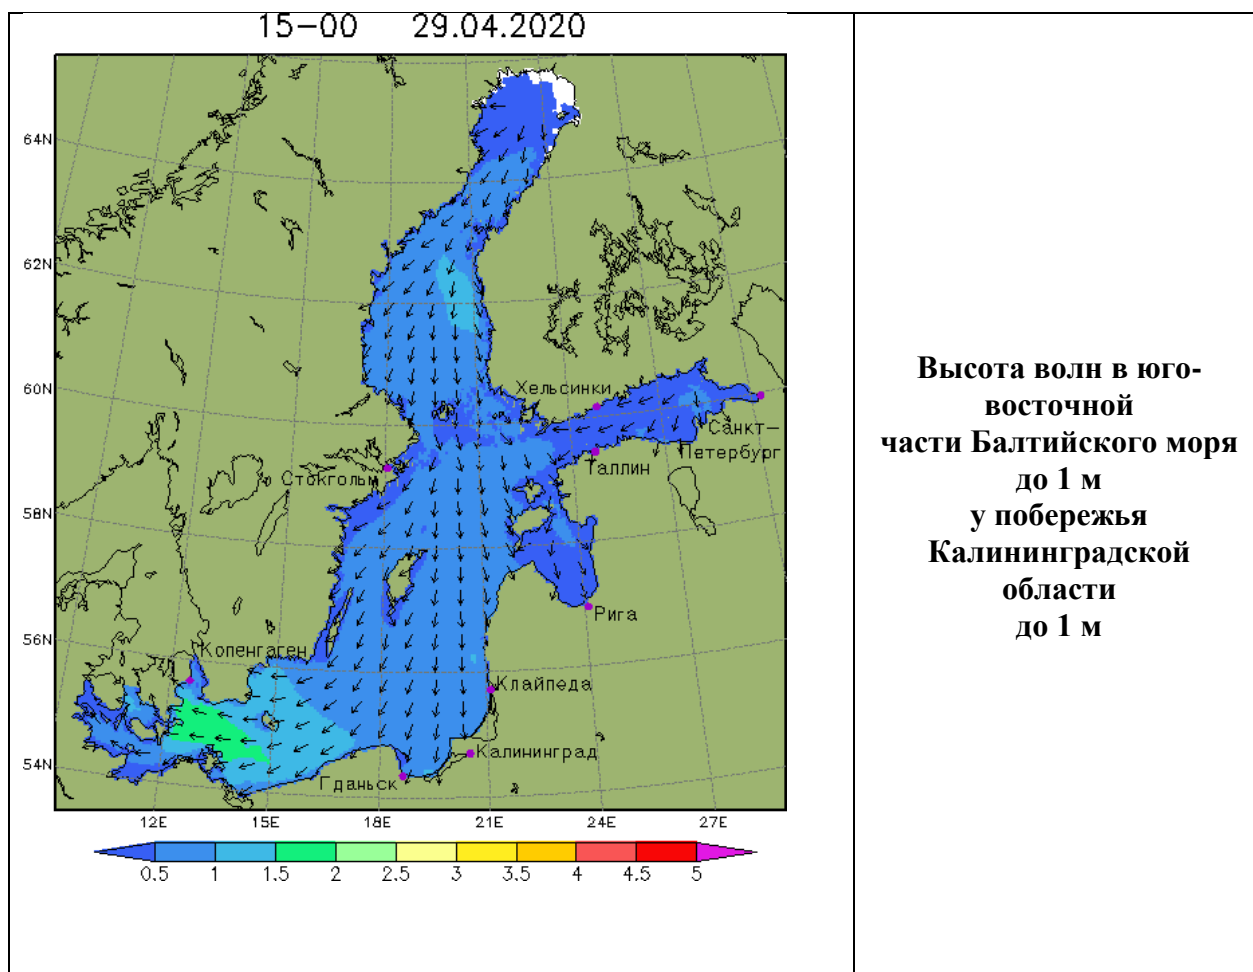 15-00 29.04.2020
64N
62N
60N
58N
56N
54N
Хельсинки
Санкт-
Петербург
Таллин
Стокгольм
Рига
Копенгаген
Клайпеда
Калининград
Гданьск
12E 15E 18E 21E 24E 27E
0.5 1 1.5 2 2.5 3 3.5 4 4.5 5
Высота волн в юго-
восточной
части Балтийского моря
до 1 м
у побережья
Калининградской
области
до 1 м